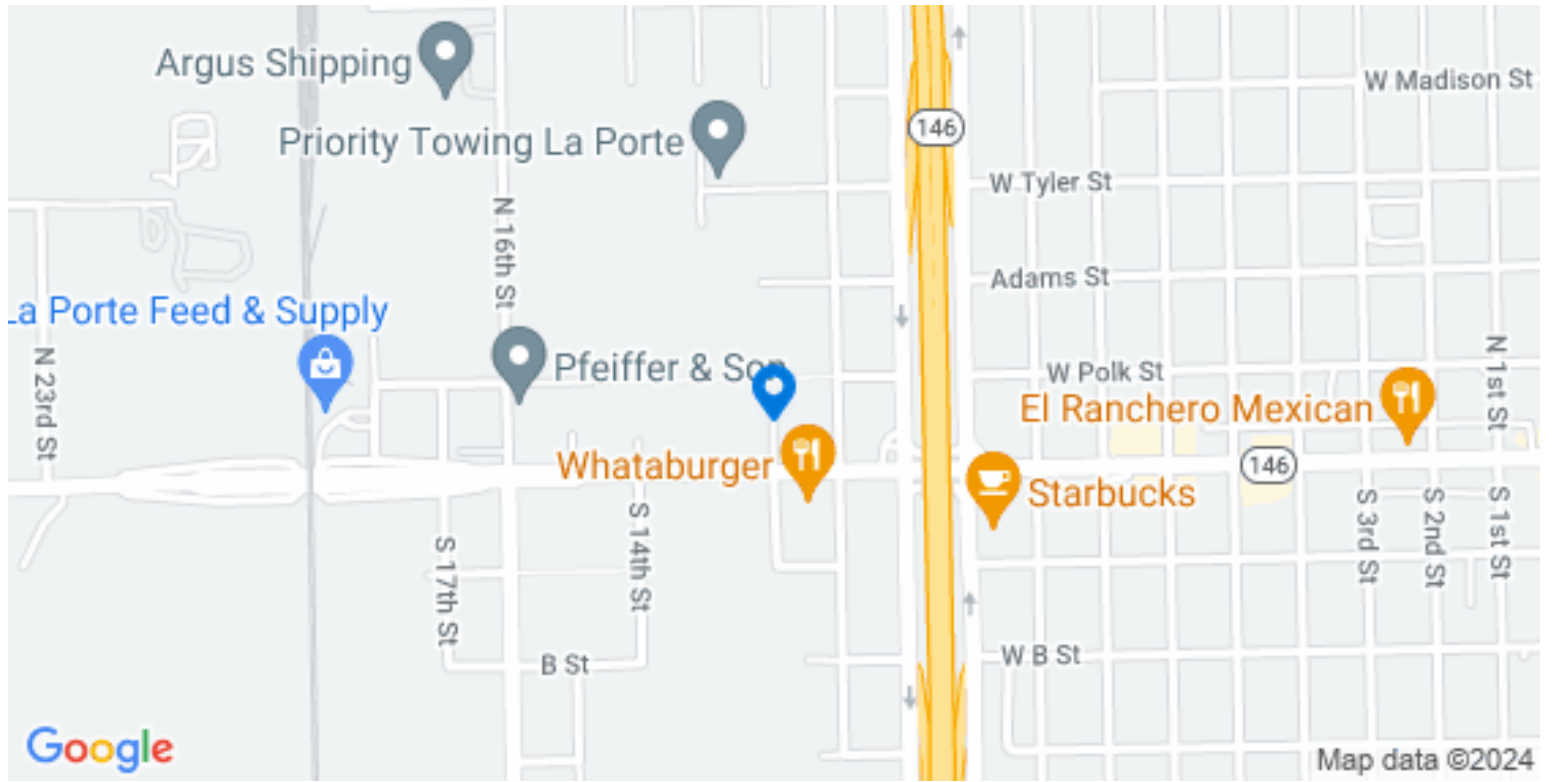 Argus Shipping
W Madison St
146
Priority Towing La Porte
W Tyler St
N 16th St
Adams St
La Porte Feed & Supply
N 23rd St
Pfeiffer & Son
W Polk St
N 1st St
El Ranchero Mexican
Whataburger
146
Starbucks
S 14th St
S 3rd St
S 2nd St
S 1st St
S 17th St
B St
W B St
Google
Map data ©2024